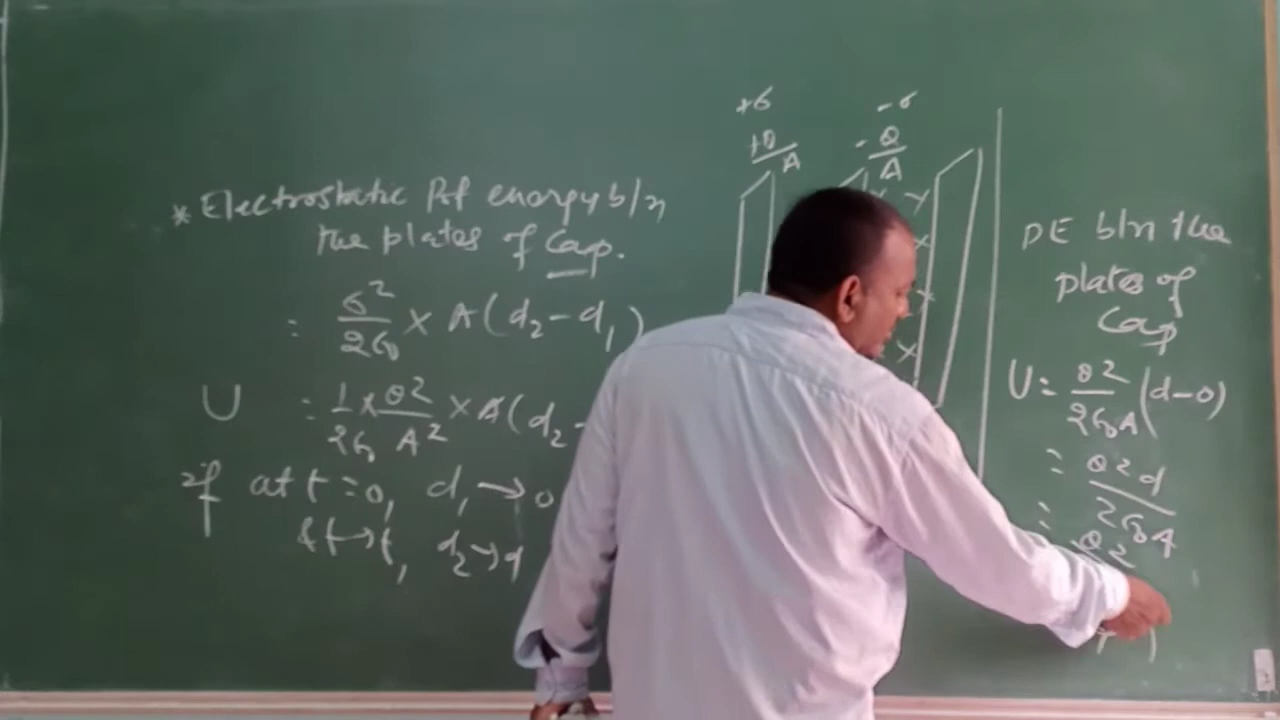 * Electrostatic Pot energy b/n
the plates of Cap.
= σ²/2ε₀ × A(d₂ - d₁)
U = 1/2ε₀ × Q²/A² × A(d₂ -
if at t = 0, d₁ → 0
& t → t, d₂ → d
+σ
+Q/A
-σ
-Q/A
PE b/n the
plates of
Cap
U = Q²/2ε₀A (d-0)
= Q²d/2ε₀A
= Q²